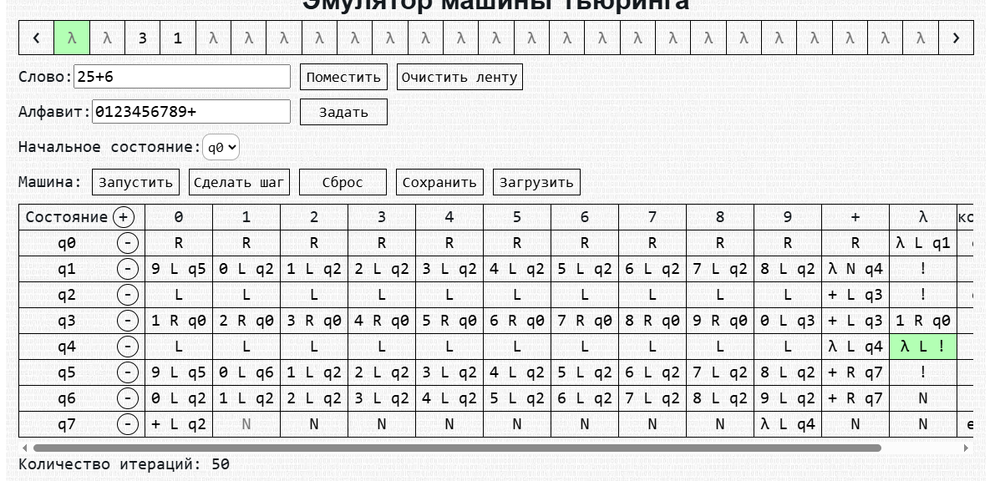 Эмулятор машины Тьюринга
‹ λ λ 3 1 λ λ λ λ λ λ λ λ λ λ λ λ λ λ λ λ λ λ λ λ λ ›
Слово: 25+6 Поместить Очистить ленту
Алфавит: 0123456789+ Задать
Начальное состояние: q0
Машина: Запустить Сделать шаг Сброс Сохранить Загрузить
Состояние + 0 1 2 3 4 5 6 7 8 9 + λ
q0 - R R R R R R R R R R R λ L q1
q1 - 9 L q5 0 L q2 1 L q2 2 L q2 3 L q2 4 L q2 5 L q2 6 L q2 7 L q2 8 L q2 λ N q4 !
q2 - L L L L L L L L L L + L q3 !
q3 - 1 R q0 2 R q0 3 R q0 4 R q0 5 R q0 6 R q0 7 R q0 8 R q0 9 R q0 0 L q3 + L q3 1 R q0
q4 - L L L L L L L L L L λ L q4 λ L !
q5 - 9 L q5 0 L q6 1 L q2 2 L q2 3 L q2 4 L q2 5 L q2 6 L q2 7 L q2 8 L q2 + R q7 !
q6 - 0 L q2 1 L q2 2 L q2 3 L q2 4 L q2 5 L q2 6 L q2 7 L q2 8 L q2 9 L q2 + R q7 N
q7 - + L q2 N N N N N N N N λ L q4 N N
Количество итераций: 50